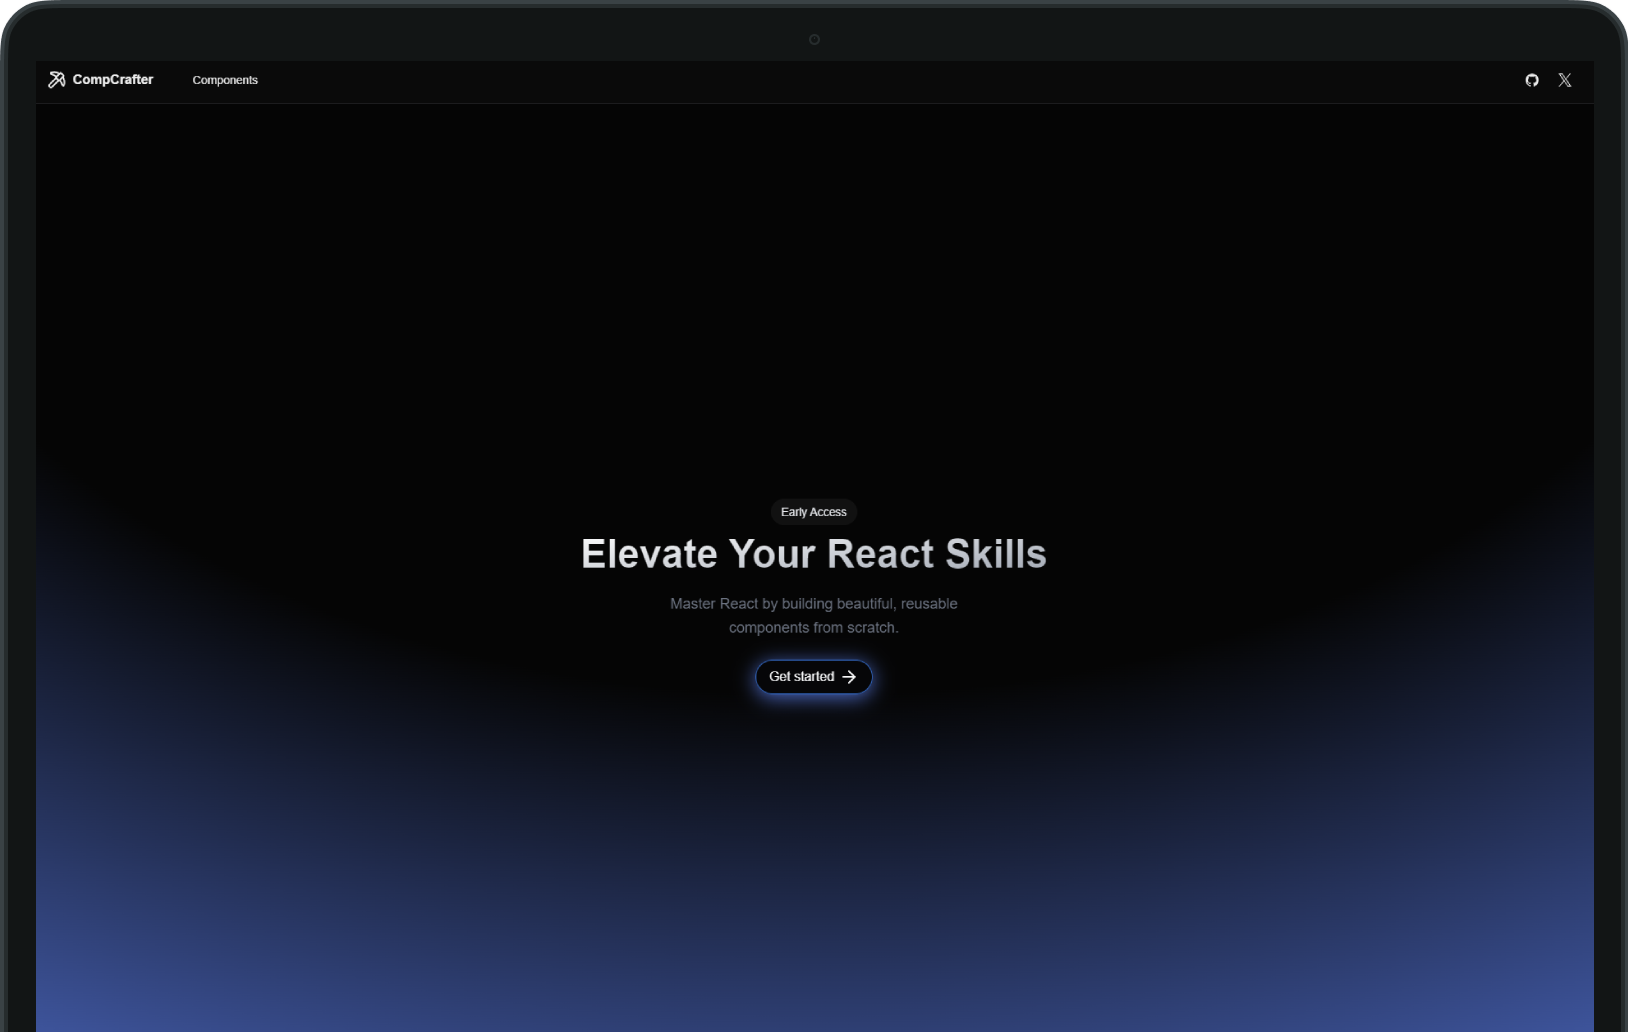 CompCrafter
Components
Early Access
Elevate Your React Skills
Master React by building beautiful, reusable
components from scratch.
Get started